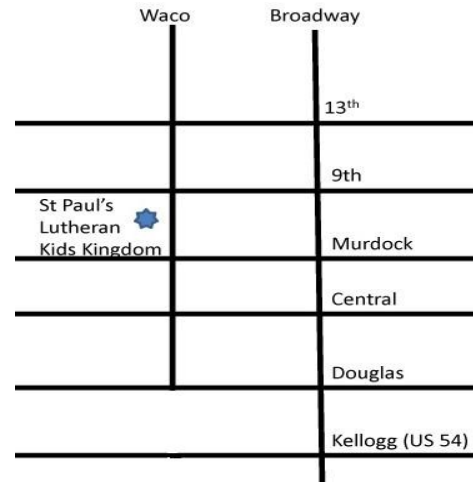 Waco
Broadway
13th
9th
St Paul’s
Lutheran
Kids Kingdom
Murdock
Central
Douglas
Kellogg (US 54)